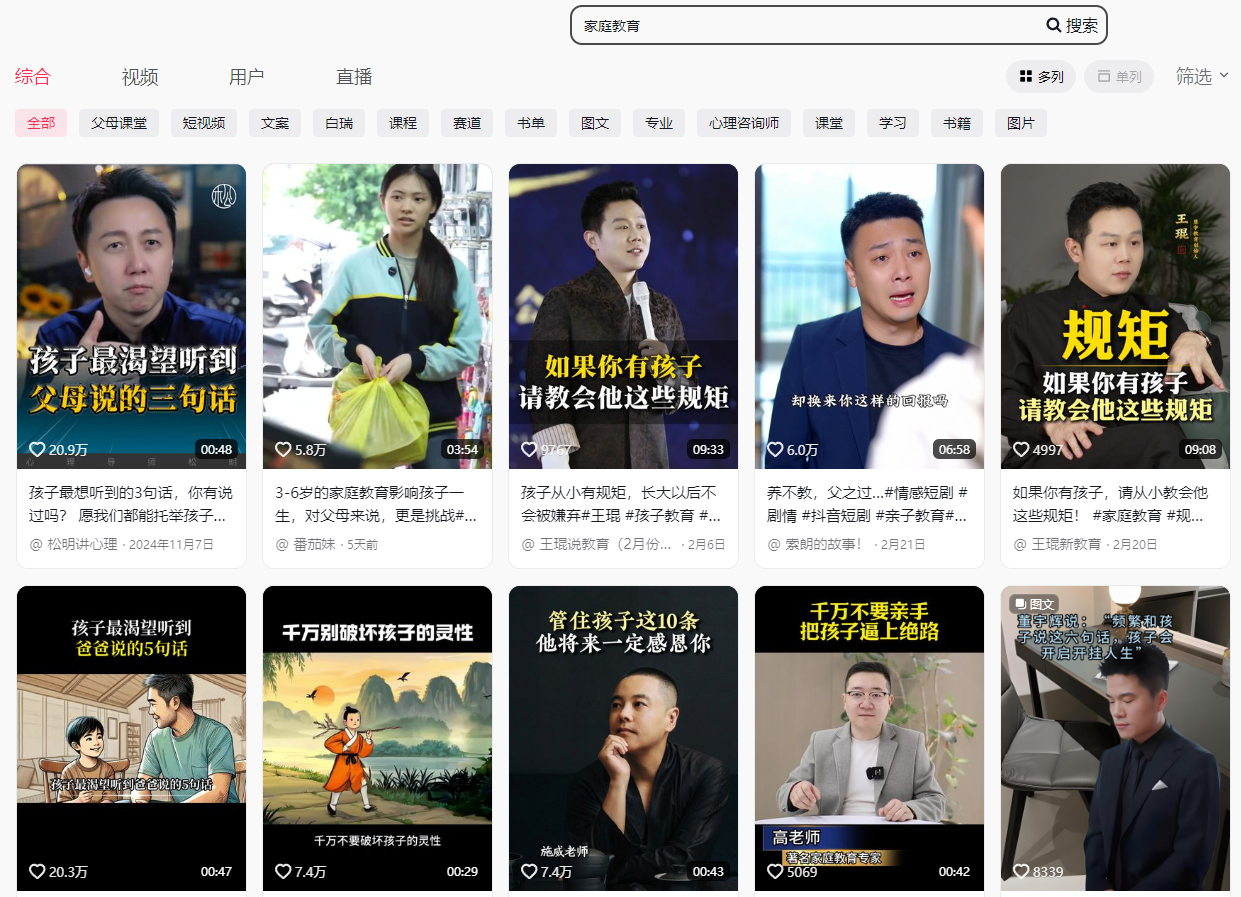 家庭教育
搜索
综合
视频
用户
直播
多列
单列
筛选
全部
父母课堂
短视频
文案
白瑞
课程
赛道
书单
图文
专业
心理咨询师
课堂
学习
书籍
图片
孩子最渴望听到
父母说的三句话
20.9万
00:48
心理导师松明
孩子最想听到的3句话，你有说
过吗？ 愿我们都能托举孩子...
@ 松明讲心理 · 2024年11月7日
5.8万
03:54
3-6岁的家庭教育影响孩子一
生，对父母来说，更是挑战#...
@ 番茄妹 · 5天前
如果你有孩子
请教会他这些规矩
9767
09:33
孩子从小有规矩，长大以后不
会被嫌弃#王琨 #孩子教育 #...
@ 王琨说教育（2月份... · 2月6日
却换来你这样的回报吗
6.0万
06:58
养不教，父之过...#情感短剧 #
剧情 #抖音短剧 #亲子教育#...
@ 索朗的故事！ · 2月21日
王琨
规矩
如果你有孩子
请教会他这些规矩
4997
09:08
如果你有孩子，请从小教会他
这些规矩！ #家庭教育 #规...
@ 王琨新教育 · 2月20日
孩子最渴望听到
爸爸说的5句话
孩子最渴望听到爸爸说的5句话
20.3万
00:47
千万别破坏孩子的灵性
千万不要破坏孩子的灵性
7.4万
00:29
管住孩子这10条
他将来一定感恩你
施威老师
7.4万
00:43
千万不要亲手
把孩子逼上绝路
高老师
著名家庭教育专家
5069
00:42
图文
董宇辉说：“频繁和孩
子说这六句话，孩子会
开启开挂人生”
8339